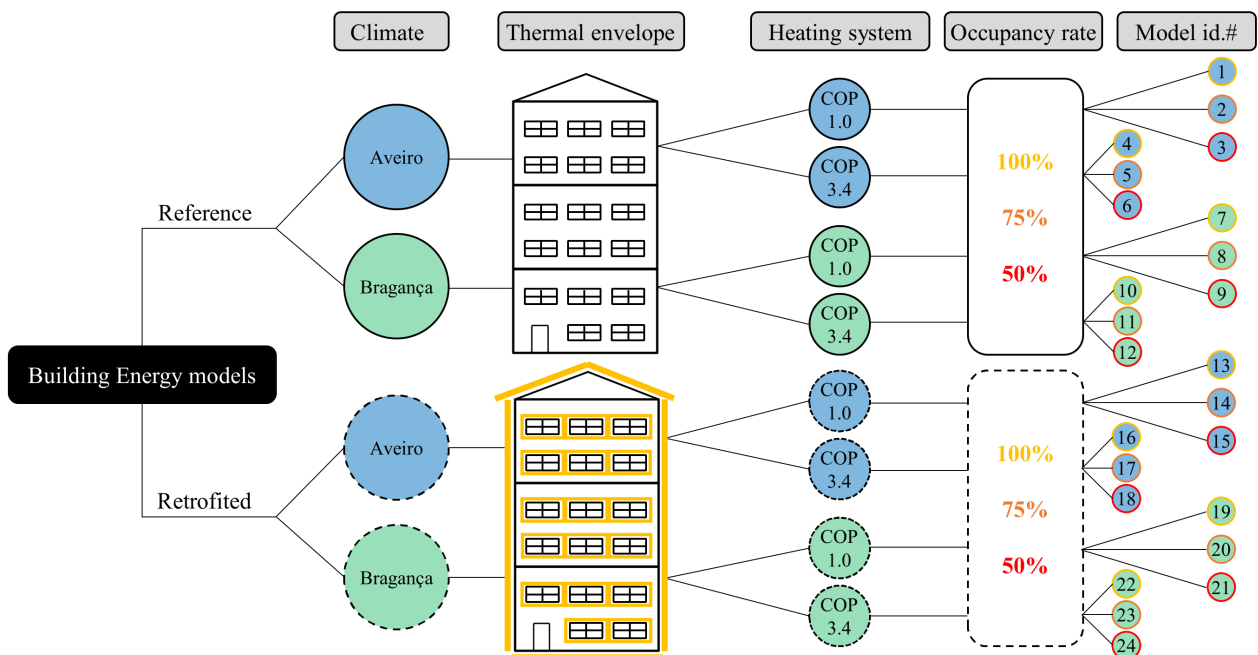 Climate
Thermal envelope
Heating system
Occupancy rate
Model id.#
Building Energy models
Reference
Aveiro
Bragança
COP
1.0
COP
3.4
COP
1.0
COP
3.4
100%
75%
50%
1
2
3
4
5
6
7
8
9
10
11
12
Retrofited
Aveiro
Bragança
COP
1.0
COP
3.4
COP
1.0
COP
3.4
100%
75%
50%
13
14
15
16
17
18
19
20
21
22
23
24